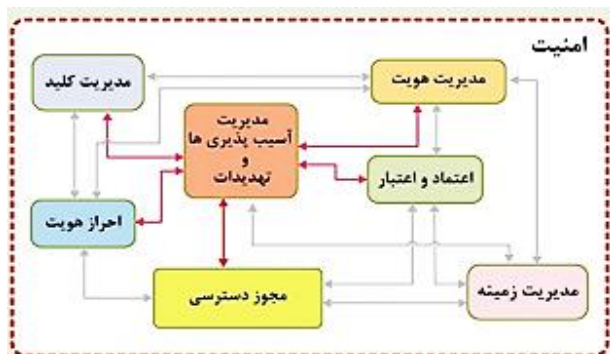 امنیت
مدیریت هویت
مدیریت کلید
مدیریت
آسیب پذیری ها
و
تهدیدات
اعتماد و اعتبار
احراز هویت
مدیریت زمینه
مجوز دسترسی